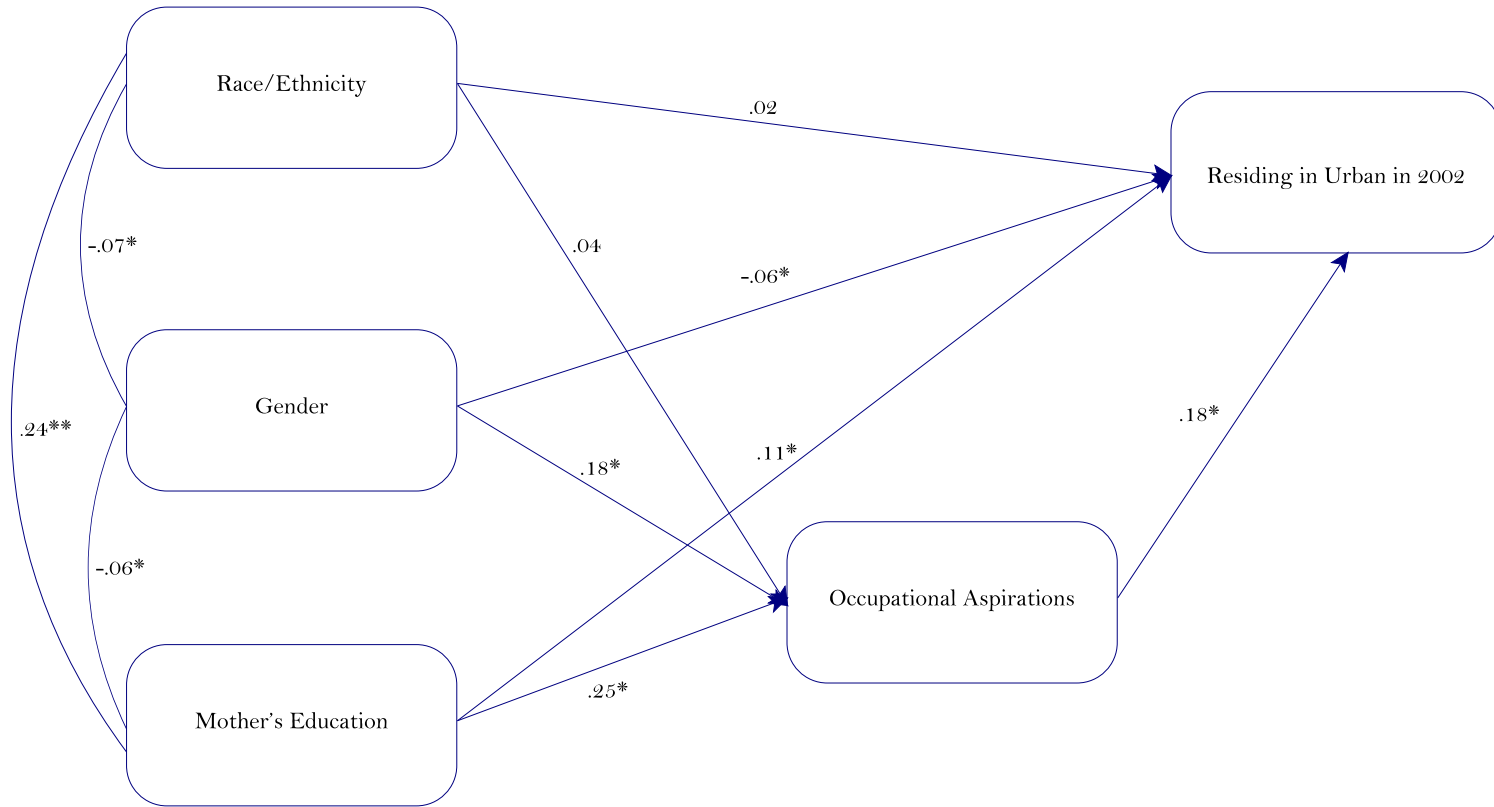 Race/Ethnicity
.02
Residing in Urban in 2002
-.07*
.04
-.06*
Gender
.24**
.18*
.11*
.18*
-.06*
Occupational Aspirations
.25*
Mother's Education